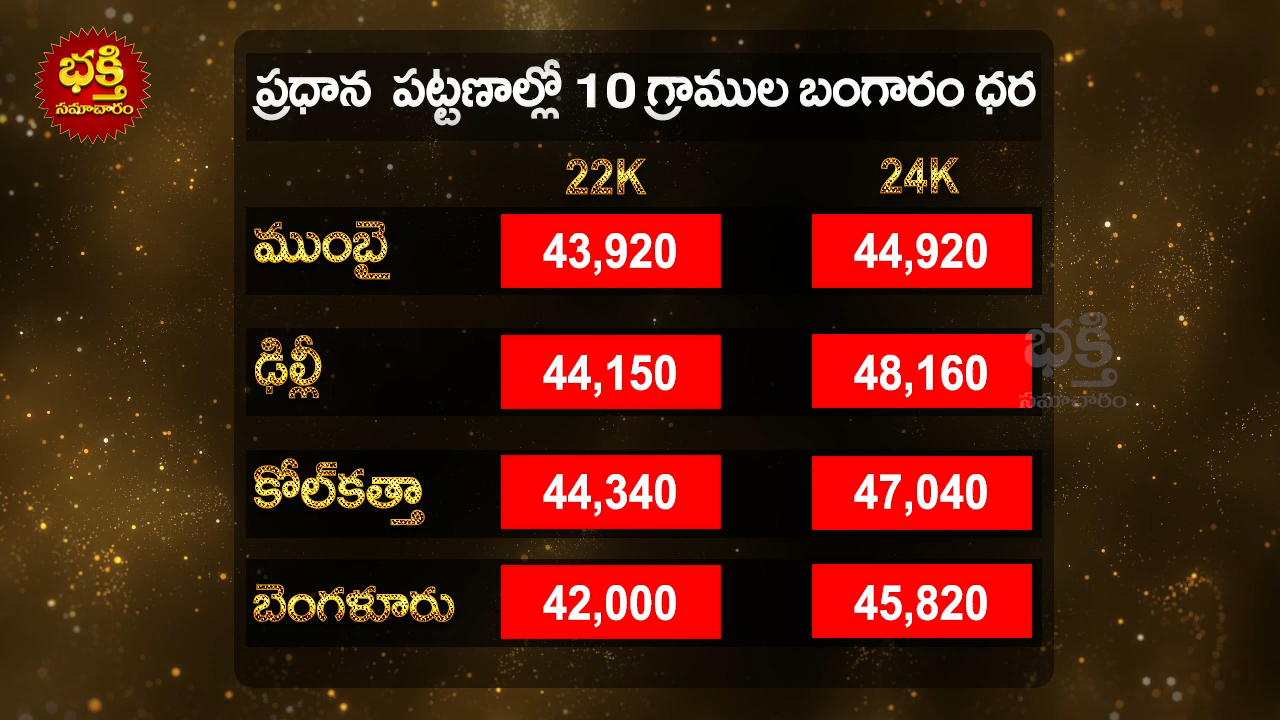 భక్తి
సమాచారం
ప్రధాన పట్టణాల్లో 10 గ్రాముల బంగారం ధర
22K 24K
ముంబై 43,920 44,920
ఢిల్లీ 44,150 48,160
భక్తి
సమాచారం
కోల్‌కత్తా 44,340 47,040
బెంగళూరు 42,000 45,820